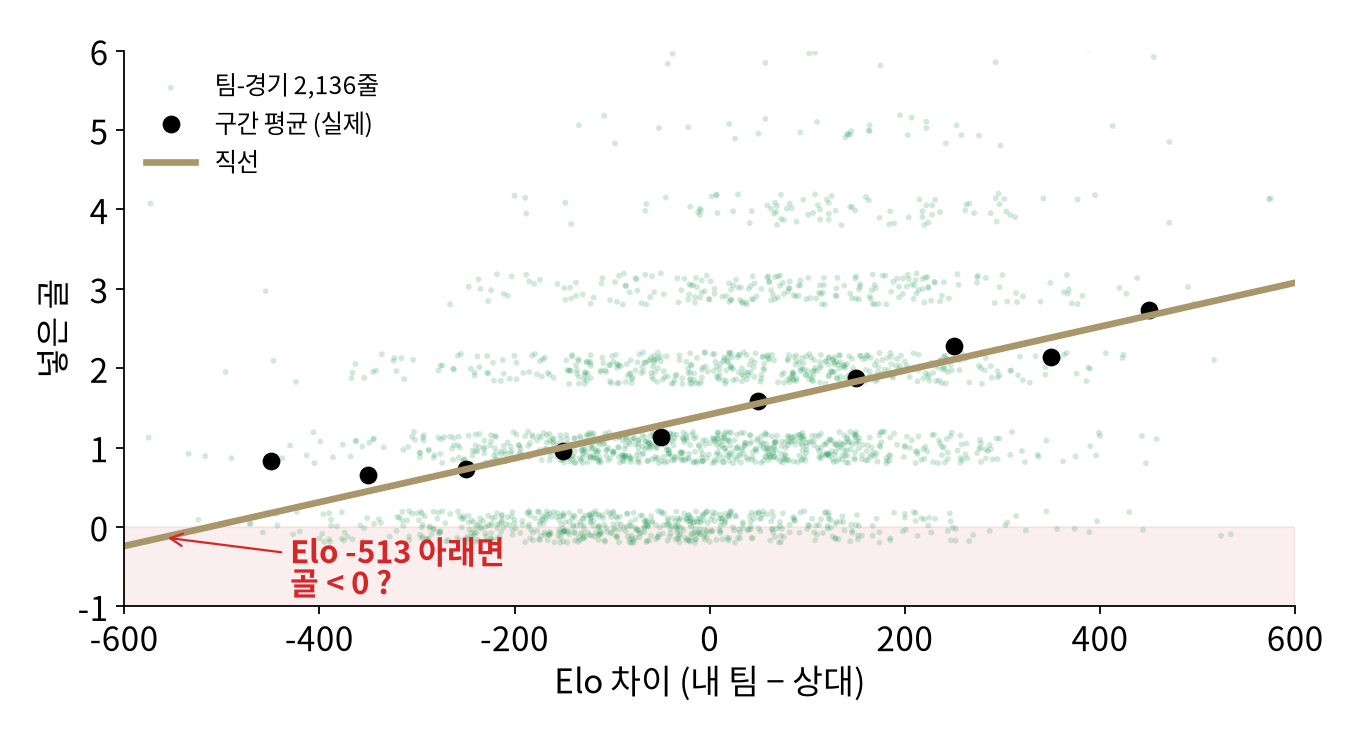 팀-경기 2,136줄
구간 평균 (실제)
직선
넣은 골
6
5
4
3
2
1
0
-1
Elo -513 아래면
골 < 0 ?
-600 -400 -200 0 200 400 600
Elo 차이 (내 팀 − 상대)